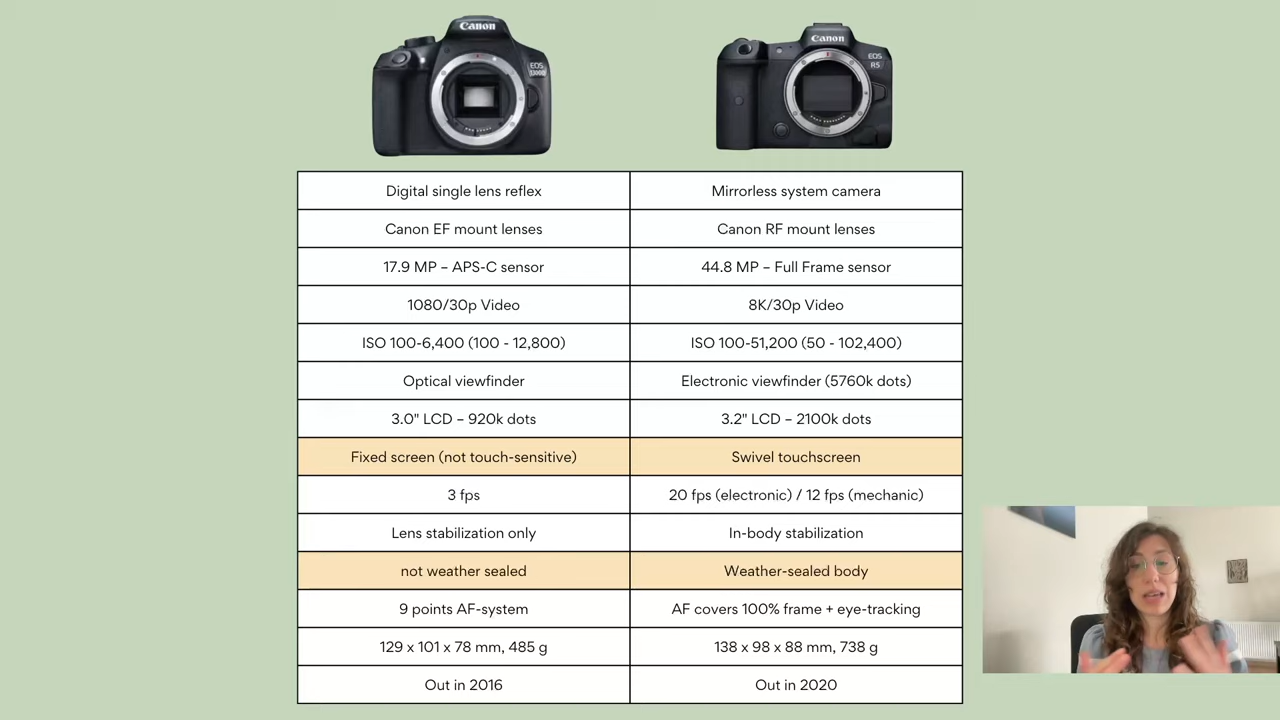 Canon
EOS
1300D
Canon
EOS
R5
Digital single lens reflex
Mirrorless system camera
Canon EF mount lenses
Canon RF mount lenses
17.9 MP – APS-C sensor
44.8 MP – Full Frame sensor
1080/30p Video
8K/30p Video
ISO 100-6,400 (100 - 12,800)
ISO 100-51,200 (50 - 102,400)
Optical viewfinder
Electronic viewfinder (5760k dots)
3.0" LCD – 920k dots
3.2" LCD – 2100k dots
Fixed screen (not touch-sensitive)
Swivel touchscreen
3 fps
20 fps (electronic) / 12 fps (mechanic)
Lens stabilization only
In-body stabilization
not weather sealed
Weather-sealed body
9 points AF-system
AF covers 100% frame + eye-tracking
129 x 101 x 78 mm, 485 g
138 x 98 x 88 mm, 738 g
Out in 2016
Out in 2020